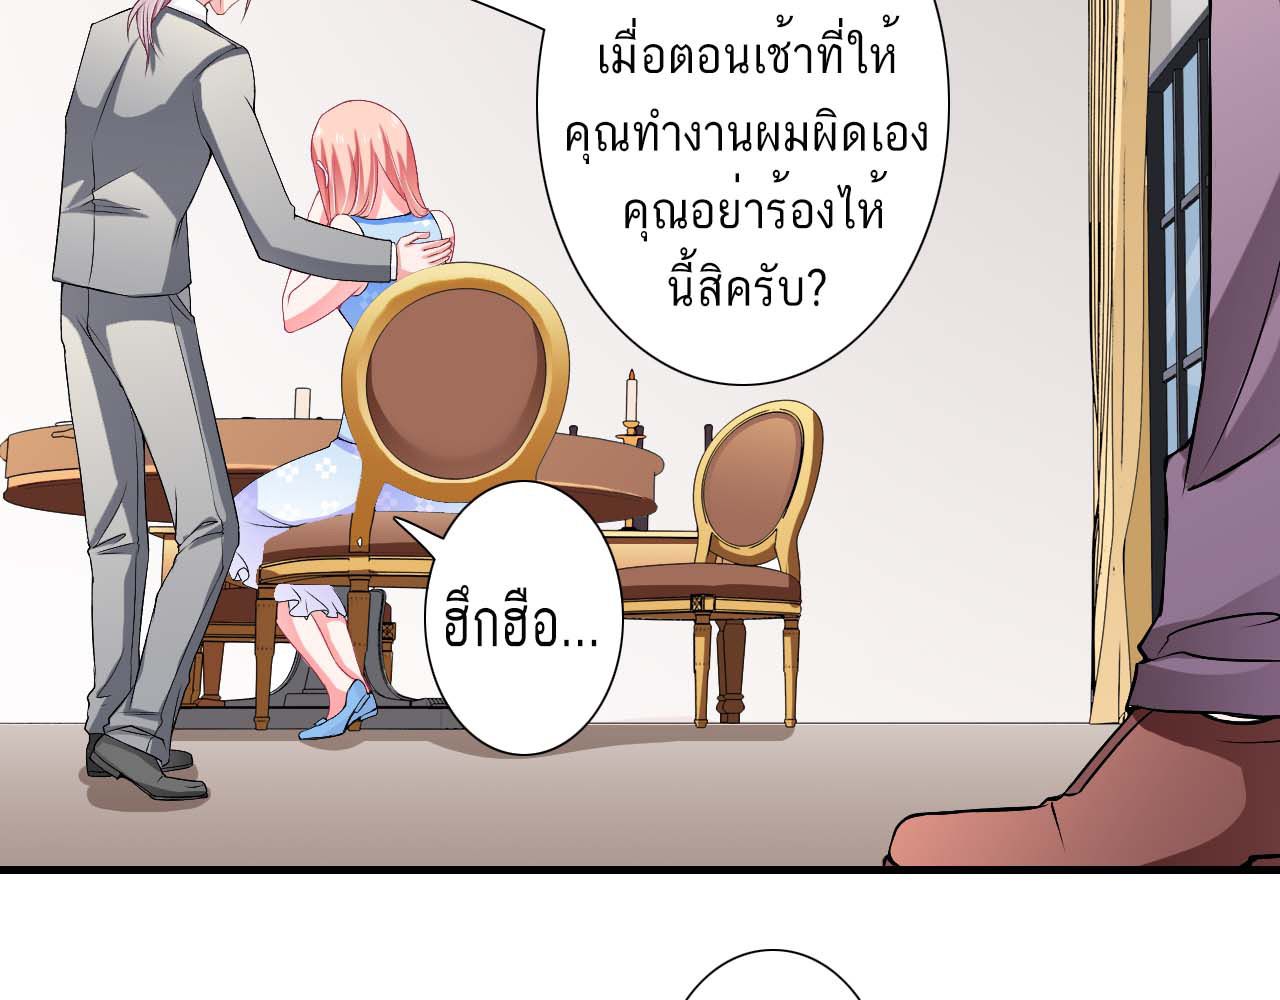 เมื่อตอนเช้าที่ให้
คุณทำงานผมผิดเอง
คุณอย่าร้องไห้
นี้สิครับ?
ฮึกฮือ...